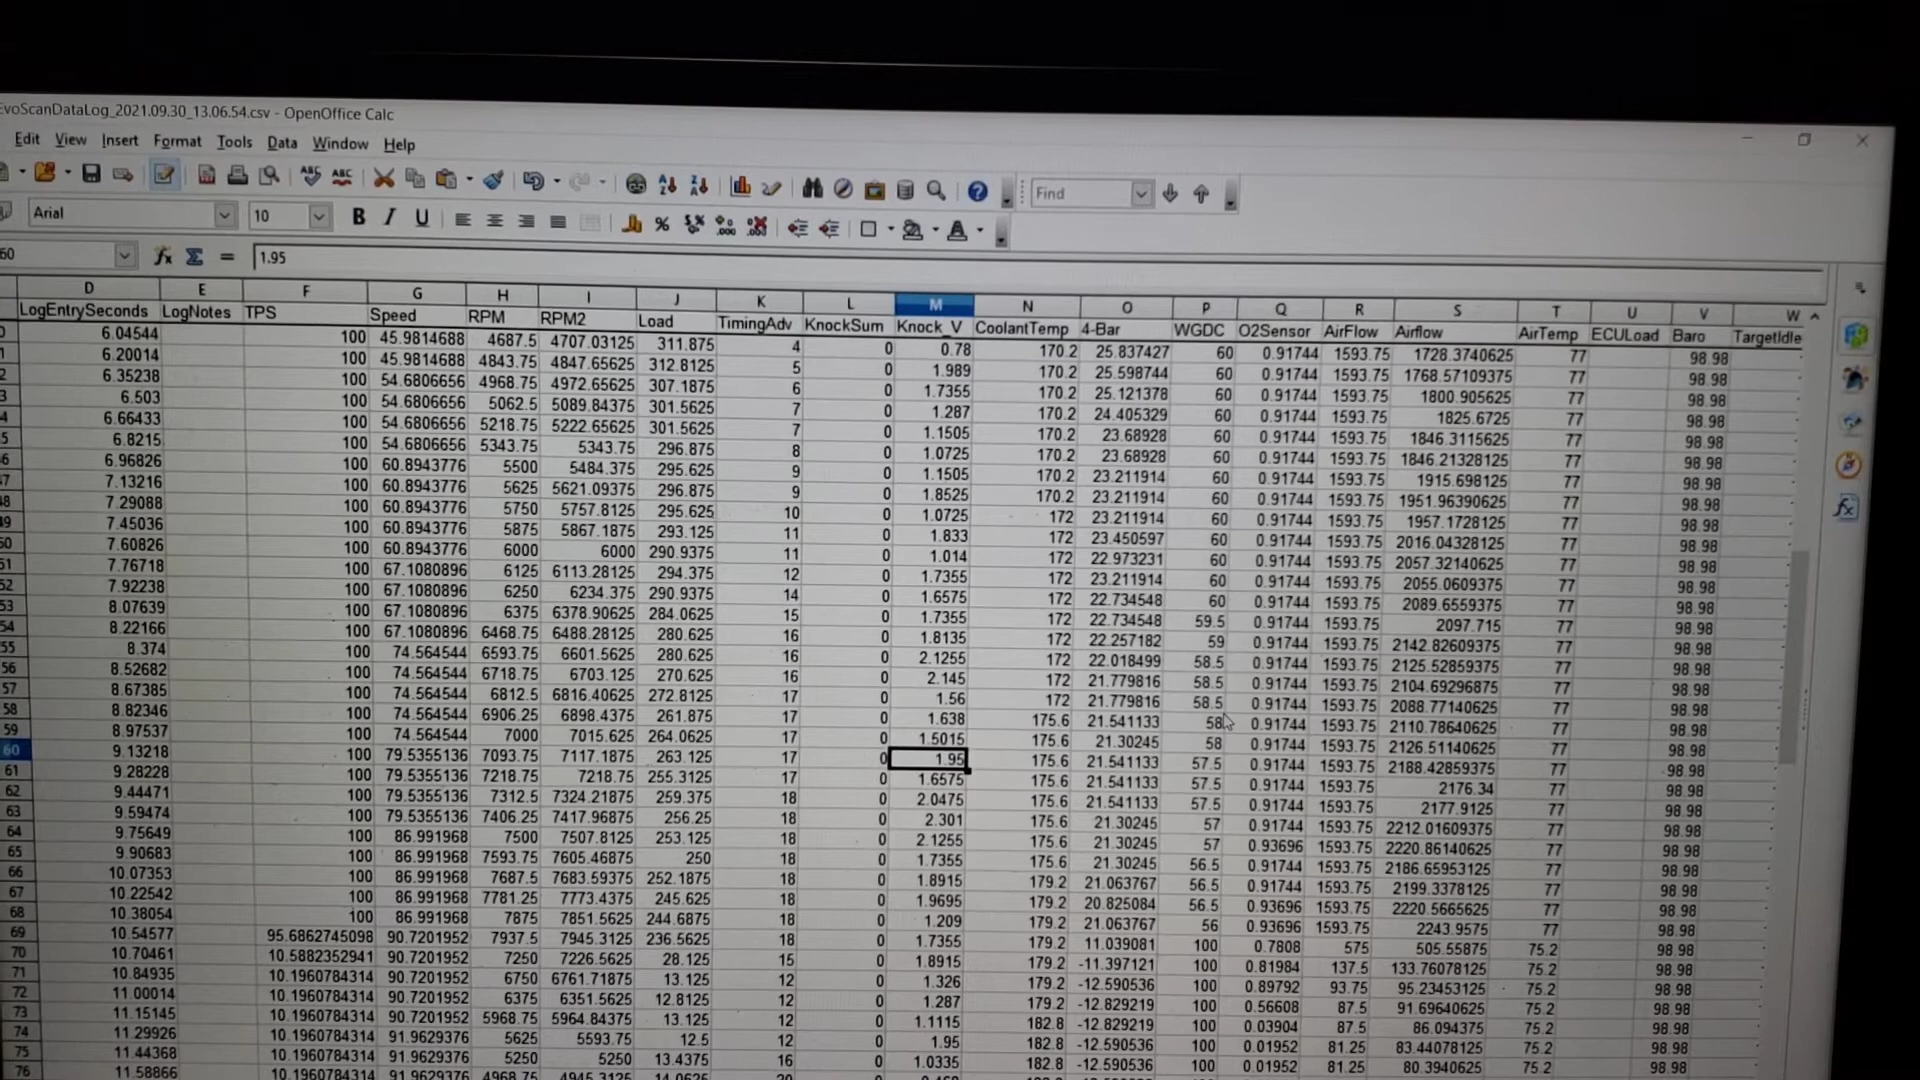 EvoScanDataLog_2021.09.30_13.06.54.csv - OpenOffice Calc
Edit View Insert Format Tools Data Window Help
Find
Arial 10
60 1.95
D E F G H I J K L M N O P Q R S T U V W
LogEntrySeconds LogNotes TPS Speed RPM RPM2 Load TimingAdv KnockSum Knock_V CoolantTemp 4-Bar WGDC O2Sensor AirFlow Airflow AirTemp ECULoad Baro TargetIdle
0 6.04544 100 45.9814688 4687.5 4707.03125 311.875 4 0 0.78 170.2 25.837427 60 0.91744 1593.75 1728.3740625 77 98.98
1 6.20014 100 45.9814688 4843.75 4847.65625 312.8125 5 0 1.989 170.2 25.598744 60 0.91744 1593.75 1768.57109375 77 98.98
2 6.35238 100 54.6806656 4968.75 4972.65625 307.1875 6 0 1.7355 170.2 25.121378 60 0.91744 1593.75 1800.905625 77 98.98
3 6.503 100 54.6806656 5062.5 5089.84375 301.5625 7 0 1.287 170.2 24.405329 60 0.91744 1593.75 1825.6725 77 98.98
4 6.66433 100 54.6806656 5218.75 5222.65625 301.5625 7 0 1.1505 170.2 23.68928 60 0.91744 1593.75 1846.3115625 77 98.98
5 6.8215 100 54.6806656 5343.75 5343.75 296.875 8 0 1.0725 170.2 23.68928 60 0.91744 1593.75 1846.21328125 77 98.98
46 6.96826 100 60.8943776 5500 5484.375 295.625 9 0 1.1505 170.2 23.211914 60 0.91744 1593.75 1915.698125 77 98.98
47 7.13216 100 60.8943776 5625 5621.09375 296.875 9 0 1.8525 170.2 23.211914 60 0.91744 1593.75 1951.96390625 77 98.98
48 7.29088 100 60.8943776 5750 5757.8125 295.625 10 0 1.0725 172 23.211914 60 0.91744 1593.75 1957.1728125 77 98.98
49 7.45036 100 60.8943776 5875 5867.1875 293.125 11 0 1.833 172 23.450597 60 0.91744 1593.75 2016.04328125 77 98.98
50 7.60826 100 60.8943776 6000 6000 290.9375 11 0 1.014 172 22.973231 60 0.91744 1593.75 2057.32140625 77 98.98
51 7.76718 100 67.1080896 6125 6113.28125 294.375 12 0 1.7355 172 23.211914 60 0.91744 1593.75 2055.0609375 77 98.98
52 7.92238 100 67.1080896 6250 6234.375 290.9375 14 0 1.6575 172 22.734548 60 0.91744 1593.75 2089.6559375 77 98.98
53 8.07639 100 67.1080896 6375 6378.90625 284.0625 15 0 1.7355 172 22.734548 59.5 0.91744 1593.75 2097.715 77 98.98
54 8.22166 100 67.1080896 6468.75 6488.28125 280.625 16 0 1.8135 172 22.257182 59 0.91744 1593.75 2142.82609375 77 98.98
55 8.374 100 74.564544 6593.75 6601.5625 280.625 16 0 2.1255 172 22.018499 58.5 0.91744 1593.75 2125.52859375 77 98.98
56 8.52682 100 74.564544 6718.75 6703.125 270.625 16 0 2.145 172 21.779816 58.5 0.91744 1593.75 2104.69296875 77 98.98
57 8.67385 100 74.564544 6812.5 6816.40625 272.8125 17 0 1.56 172 21.779816 58.5 0.91744 1593.75 2088.77140625 77 98.98
58 8.82346 100 74.564544 6906.25 6898.4375 261.875 17 0 1.638 175.6 21.541133 58 0.91744 1593.75 2110.78640625 77 98.98
59 8.97537 100 74.564544 7000 7015.625 264.0625 17 0 1.5015 175.6 21.30245 58 0.91744 1593.75 2126.51140625 77 98.98
60 9.13218 100 79.5355136 7093.75 7117.1875 263.125 17 0 1.95 175.6 21.541133 57.5 0.91744 1593.75 2188.42859375 77 98.98
61 9.28228 100 79.5355136 7218.75 7218.75 255.3125 17 0 1.6575 175.6 21.541133 57.5 0.91744 1593.75 2176.34 77 98.98
62 9.44471 100 79.5355136 7312.5 7324.21875 259.375 18 0 2.0475 175.6 21.541133 57.5 0.91744 1593.75 2177.9125 77 98.98
63 9.59474 100 79.5355136 7406.25 7417.96875 256.25 18 0 2.301 175.6 21.30245 57 0.91744 1593.75 2212.01609375 77 98.98
64 9.75649 100 86.991968 7500 7507.8125 253.125 18 0 2.1255 175.6 21.30245 57 0.93696 1593.75 2220.86140625 77 98.98
65 9.90683 100 86.991968 7593.75 7605.46875 250 18 0 1.7355 175.6 21.30245 56.5 0.91744 1593.75 2186.65953125 77 98.98
66 10.07353 100 86.991968 7687.5 7683.59375 252.1875 18 0 1.8915 179.2 21.063767 56.5 0.91744 1593.75 2199.3378125 77 98.98
67 10.22542 100 86.991968 7781.25 7773.4375 245.625 18 0 1.9695 179.2 20.825084 56.5 0.93696 1593.75 2220.5665625 77 98.98
68 10.38054 100 86.991968 7875 7851.5625 244.6875 18 0 1.209 179.2 21.063767 56 0.93696 1593.75 2243.9575 77 98.98
69 10.54577 95.6862745098 90.7201952 7937.5 7945.3125 236.5625 18 0 1.7355 179.2 11.039081 100 0.7808 575 505.55875 75.2 98.98
70 10.70461 10.5882352941 90.7201952 7250 7226.5625 28.125 15 0 1.8915 179.2 -11.397121 100 0.81984 137.5 133.76078125 75.2 98.98
71 10.84935 10.1960784314 90.7201952 6750 6761.71875 13.125 12 0 1.326 179.2 -12.590536 100 0.89792 93.75 95.23453125 75.2 98.98
72 11.00014 10.1960784314 90.7201952 6375 6351.5625 12.8125 12 0 1.287 179.2 -12.829219 100 0.56608 87.5 91.69640625 75.2 98.98
73 11.15145 10.1960784314 90.7201952 5968.75 5964.84375 13.125 12 0 1.1115 182.8 -12.829219 100 0.03904 87.5 86.094375 75.2 98.98
74 11.29926 10.1960784314 91.9629376 5625 5593.75 12.5 12 0 1.95 182.8 -12.590536 100 0.01952 81.25 83.44078125 75.2 98.98
75 11.44368 10.1960784314 91.9629376 5250 5250 13.4375 16 0 1.0335 182.8 -12.590536 100 0.01952 81.25 80.3940625 75.2 98.98
76 11.58866 10.1960784314 91.9629376 4968.75